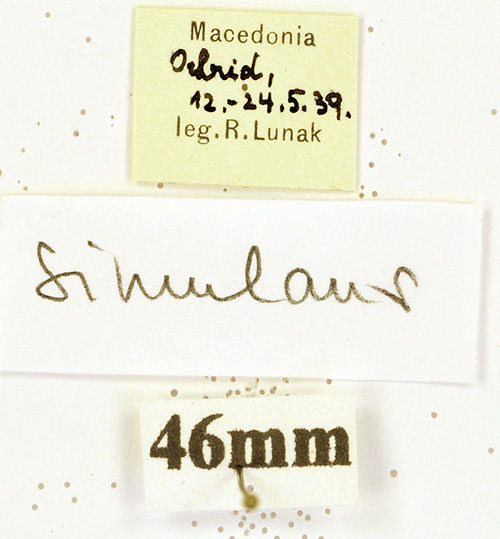 Macedonia
Ochrid,
12.-24.5.39.
leg. R. Lunak
simulans
46mm